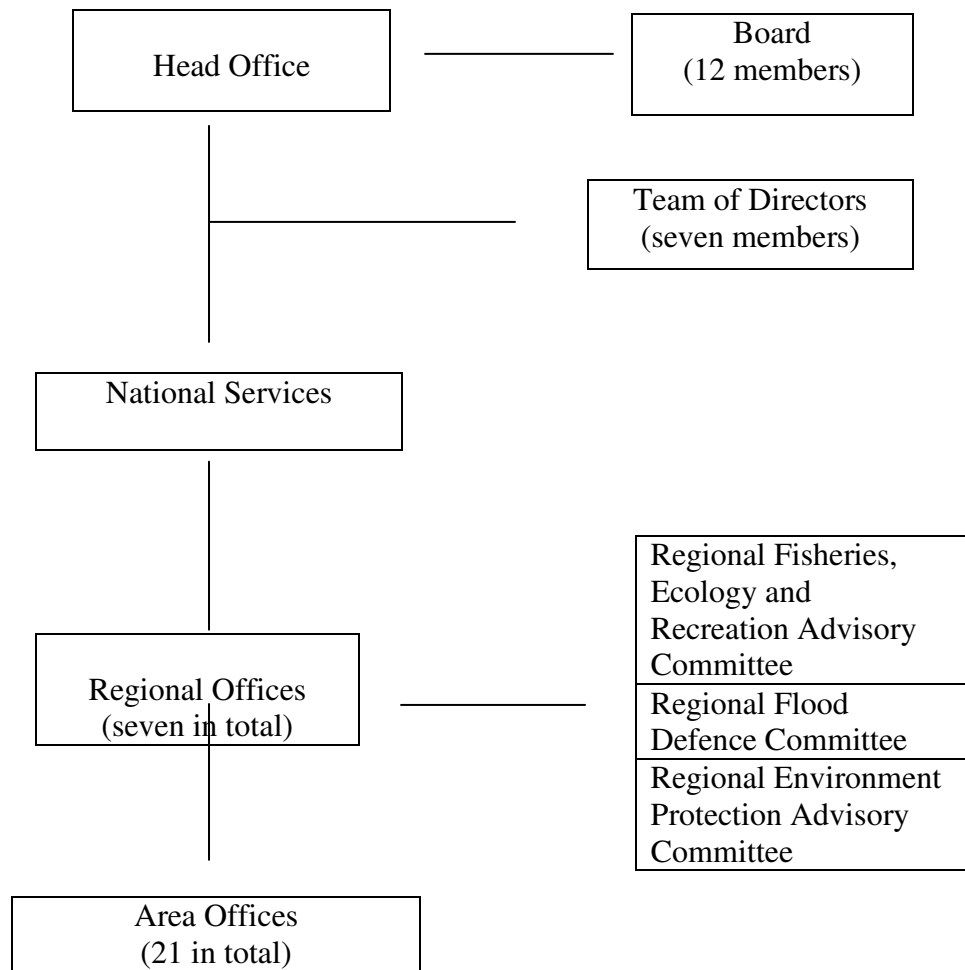 Head Office
Board
(12 members)
Team of Directors
(seven members)
National Services
Regional Fisheries,
Ecology and
Recreation Advisory
Committee
Regional Offices
(seven in total)
Regional Flood
Defence Committee
Regional Environment
Protection Advisory
Committee
Area Offices
(21 in total)